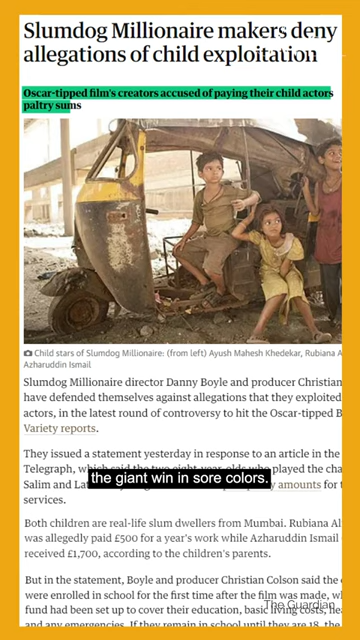 Slumdog Millionaire makers deny
allegations of child exploitation
Oscar-tipped film's creators accused of paying their child actors
paltry sums
Child stars of Slumdog Millionaire: (from left) Ayush Mahesh Khedekar, Rubiana A
Azharuddin Ismail
Slumdog Millionaire director Danny Boyle and producer Christian
have defended themselves against allegations that they exploited
actors, in the latest round of controversy to hit the Oscar-tipped B
Variety reports.
They issued a statement yesterday in response to an article in the
Telegraph, which said the two eight-year-olds who played the cha
Salim and Lat
the giant win in sore colors.
amounts for t
services.
Both children are real-life slum dwellers from Mumbai. Rubiana Al
was allegedly paid £500 for a year's work while Azharuddin Ismail
received £1,700, according to the children's parents.
But in the statement, Boyle and producer Christian Colson said the
were enrolled in school for the first time after the film was made, wh
fund had been set up to cover their education, basic living costs, hea
and any emergencies. If they remain in school until they are 18, the
The Guardian